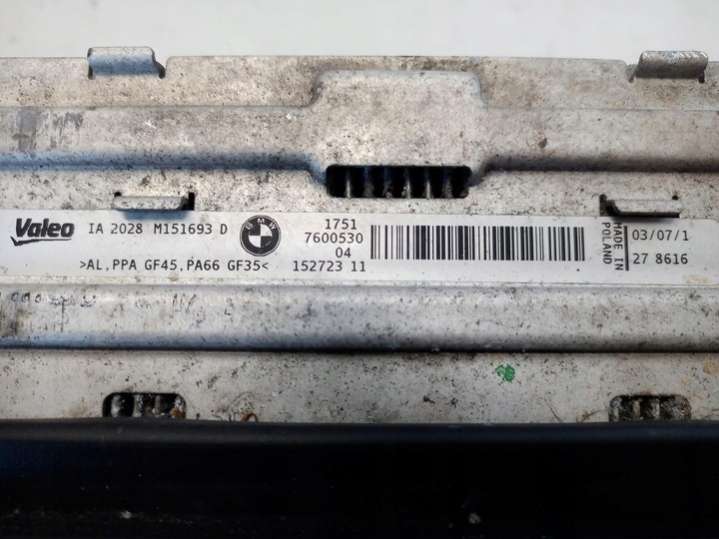 Valeo IA 2028 M151693 D
>AL.PPA GF45.PA66 GF35<
BMW
1751
7600530
04
152723 11
MADE IN
POLAND
03/07/1
27 8616